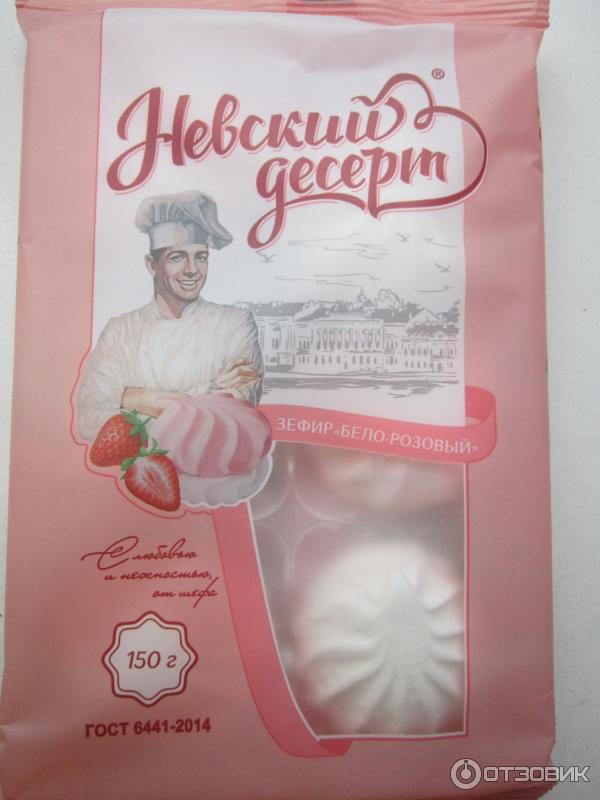 Невский®
десерт
ЗЕФИР «БЕЛО-РОЗОВЫЙ»
С любовью
и нежностью,
от шефа
150 г
ГОСТ 6441-2014
ОТЗОВИК